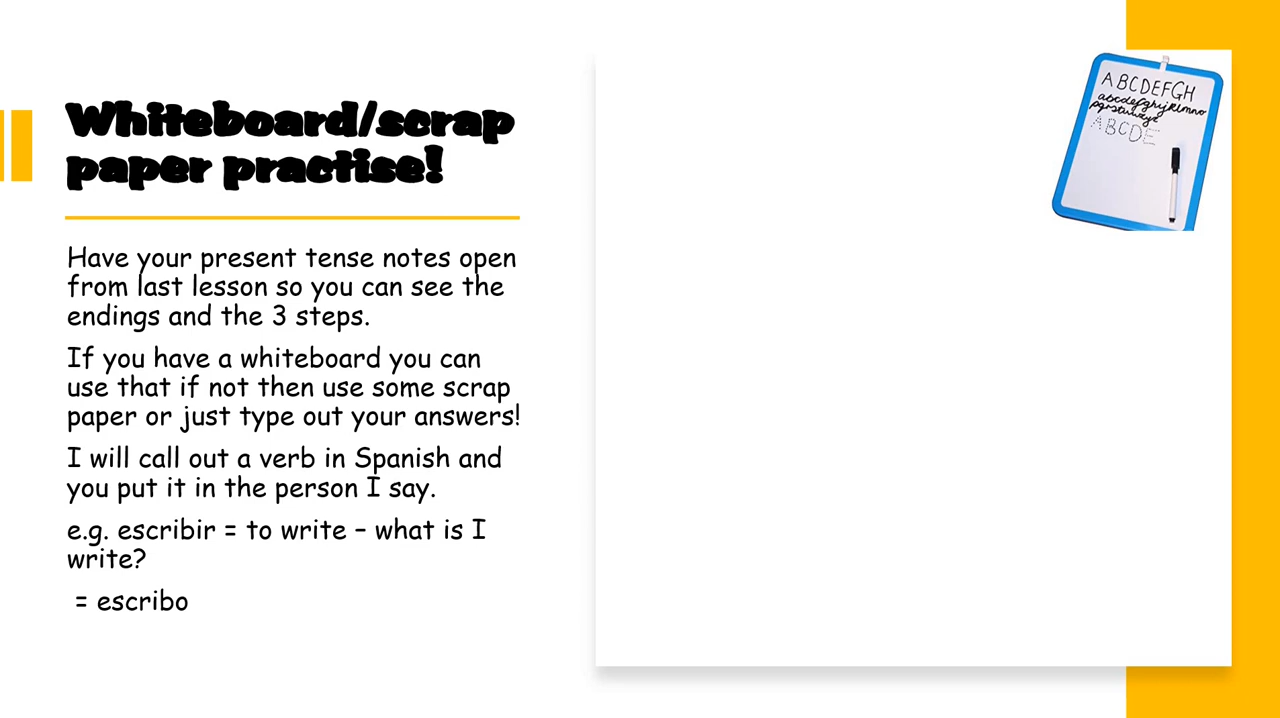 Whiteboard/scrap
paper practise!
Have your present tense notes open
from last lesson so you can see the
endings and the 3 steps.
If you have a whiteboard you can
use that if not then use some scrap
paper or just type out your answers!
I will call out a verb in Spanish and
you put it in the person I say.
e.g. escribir = to write – what is I
write?
= escribo
ABCDEFGH
ABCDE